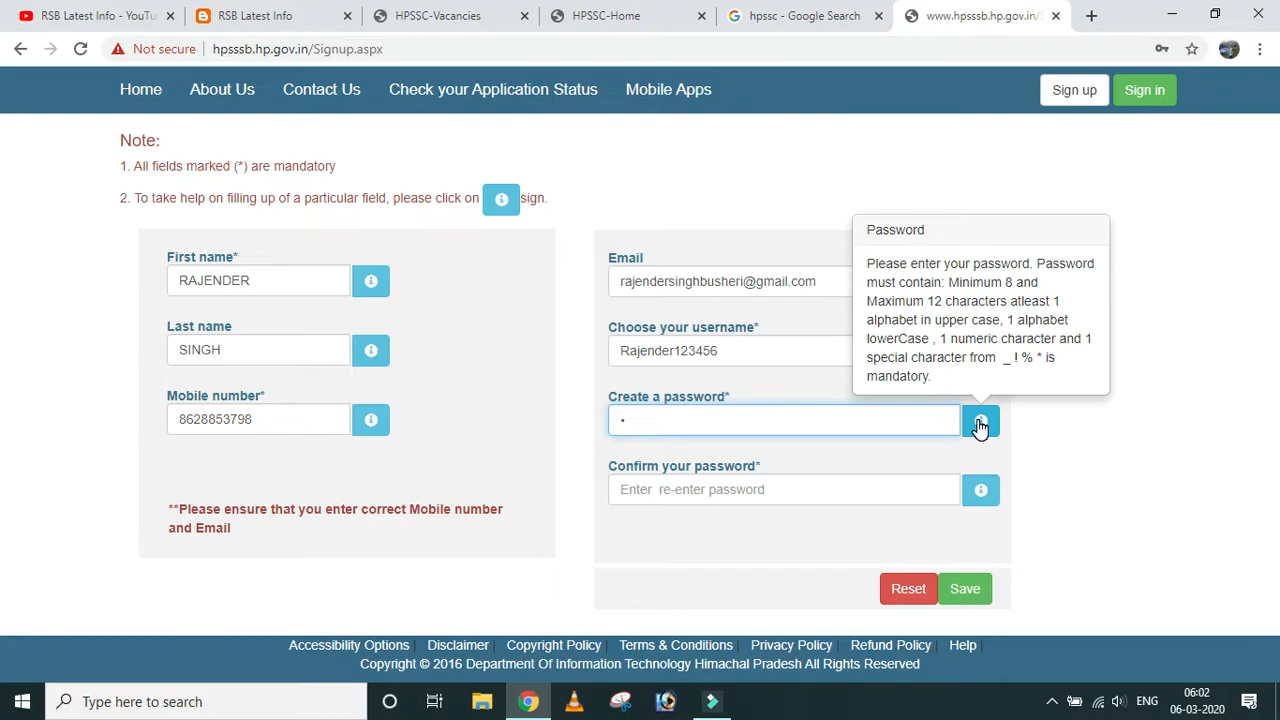 RSB Latest Info - YouTu
RSB Latest Info
HPSSC-Vacancies
HPSSC-Home
hpssc - Google Search
www.hpsssb.hp.gov.in/S
Not secure
hpsssb.hp.gov.in/Signup.aspx
Home
About Us
Contact Us
Check your Application Status
Mobile Apps
Sign up
Sign in
Note:
1. All fields marked (*) are mandatory
2. To take help on filling up of a particular field, please click on sign.
First name*
RAJENDER
Last name
SINGH
Mobile number*
8628853798
**Please ensure that you enter correct Mobile number
and Email
Email
rajendersinghbusheri@gmail.com
Choose your username*
Rajender123456
Create a password*
•
Confirm your password*
Enter re-enter password
Password
Please enter your password. Password
must contain: Minimum 8 and
Maximum 12 characters atleast 1
alphabet in upper case, 1 alphabet
lowerCase , 1 numeric character and 1
special character from _ ! % * is
mandatory.
Reset
Save
Accessibility Options | Disclaimer | Copyright Policy | Terms & Conditions | Privacy Policy | Refund Policy | Help |
Copyright © 2016 Department Of Information Technology Himachal Pradesh All Rights Reserved
Type here to search
ENG
06:02
06-03-2020